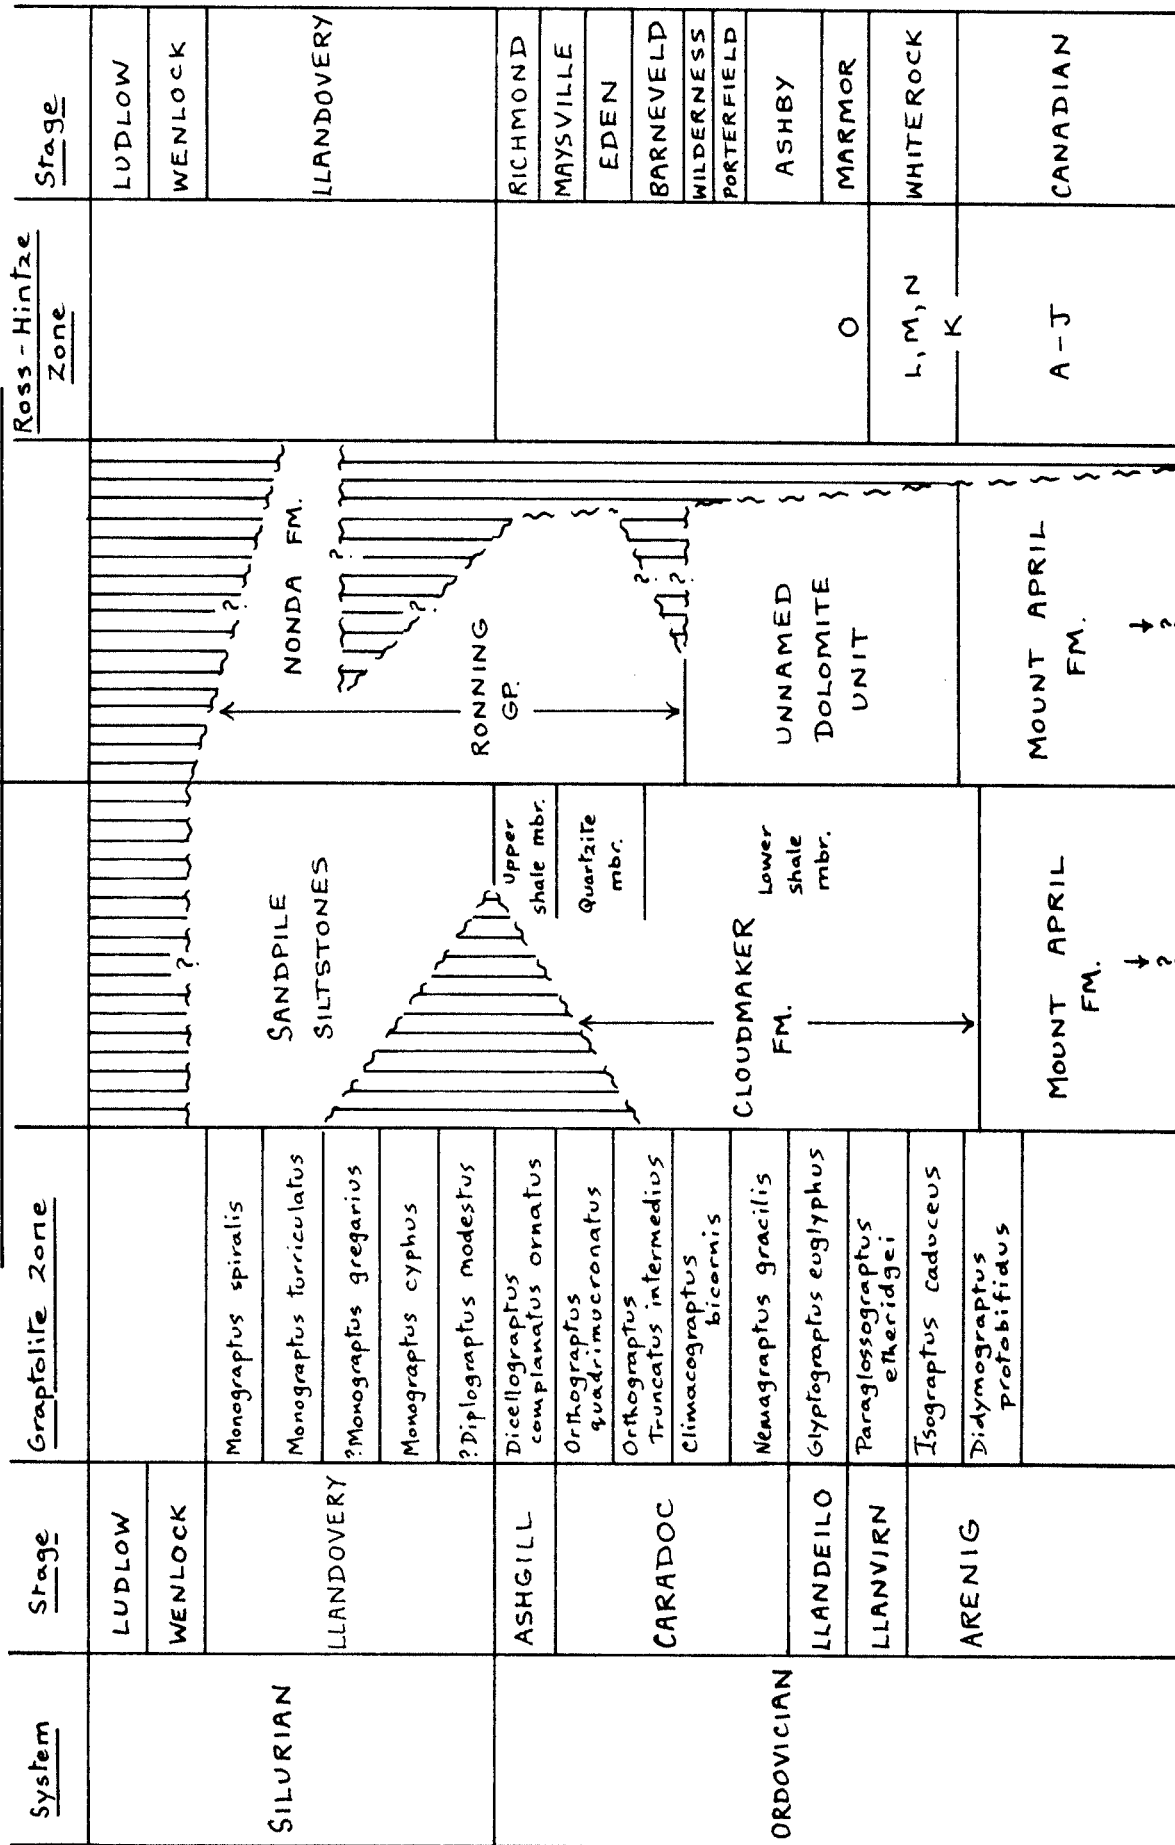 System
Stage
Graptolite Zone
Ross-Hintze
Zone
Stage
SILURIAN
ORDOVICIAN
LUDLOW
WENLOCK
LLANDOVERY
ASHGILL
CARADOC
LLANDEILO
LLANVIRN
ARENIG
Monograptus spiralis
Monograptus turriculatus
?Monograptus gregarius
Monograptus cyphus
?Diplograptus modestus
Dicellograptus
complanatus ornatus
Orthograptus
quadrimucronatus
Orthograptus
Truncatus intermedius
Climacograptus
bicornis
Nemagraptus gracilis
Glyptograptus euglyphus
Paraglossograptus
etheridgei
Isograptus caduceus
Didymograptus
protobifidus
?
SANDPILE
SILTSTONES
Upper
shale mbr.
Quartzite
mbr.
Lower
shale
mbr.
CLOUDMAKER
FM.
MOUNT APRIL
FM.
?
?
NONDA FM.
?
?
RONNING
GP.
?
?
UNNAMED
DOLOMITE
UNIT
MOUNT APRIL
FM.
?
O
L, M, N
K
A-J
LUDLOW
WENLOCK
LLANDOVERY
RICHMOND
MAYSVILLE
EDEN
BARNEVELD
WILDERNESS
PORTERFIELD
ASHBY
MARMOR
WHITEROCK
CANADIAN